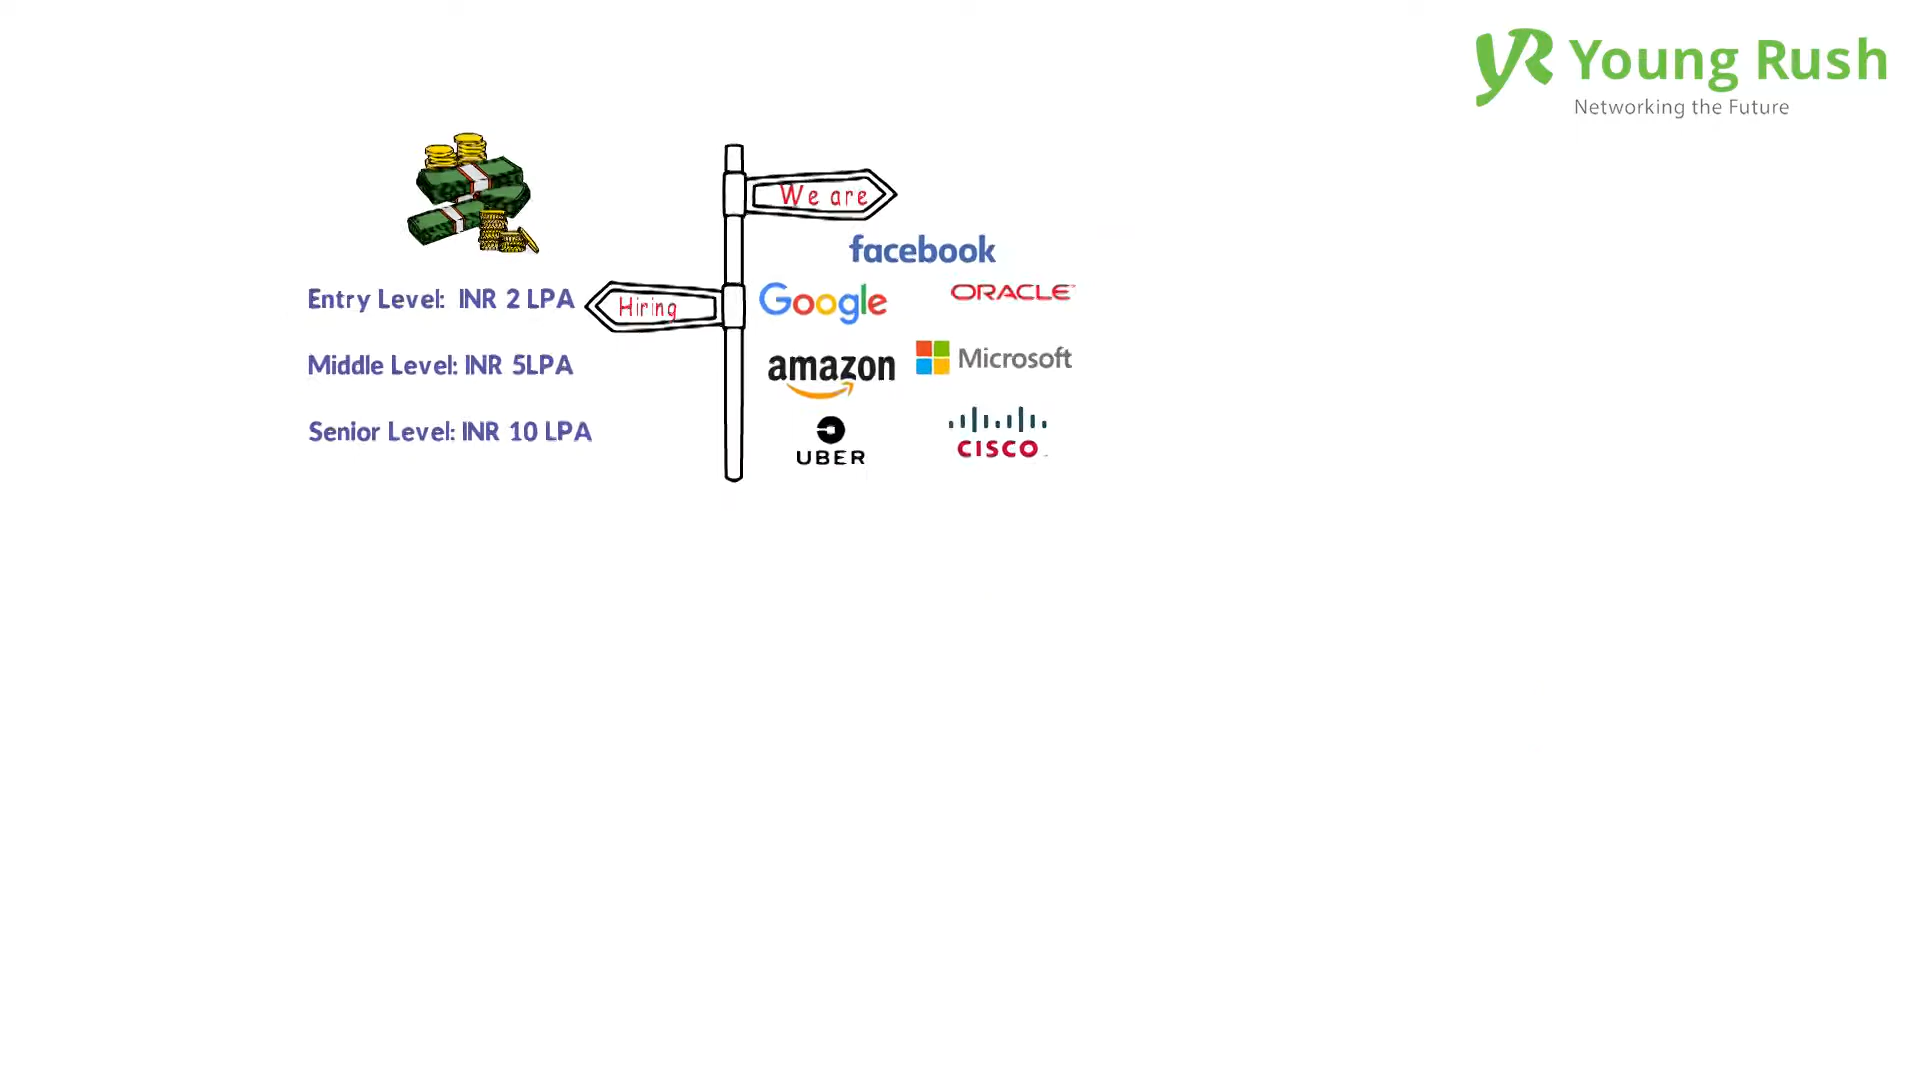 Young Rush
Networking the Future
We are
facebook
Entry Level: INR 2 LPA
Hiring
Google
ORACLE
Middle Level: INR 5LPA
amazon
Microsoft
Senior Level: INR 10 LPA
UBER
CISCO